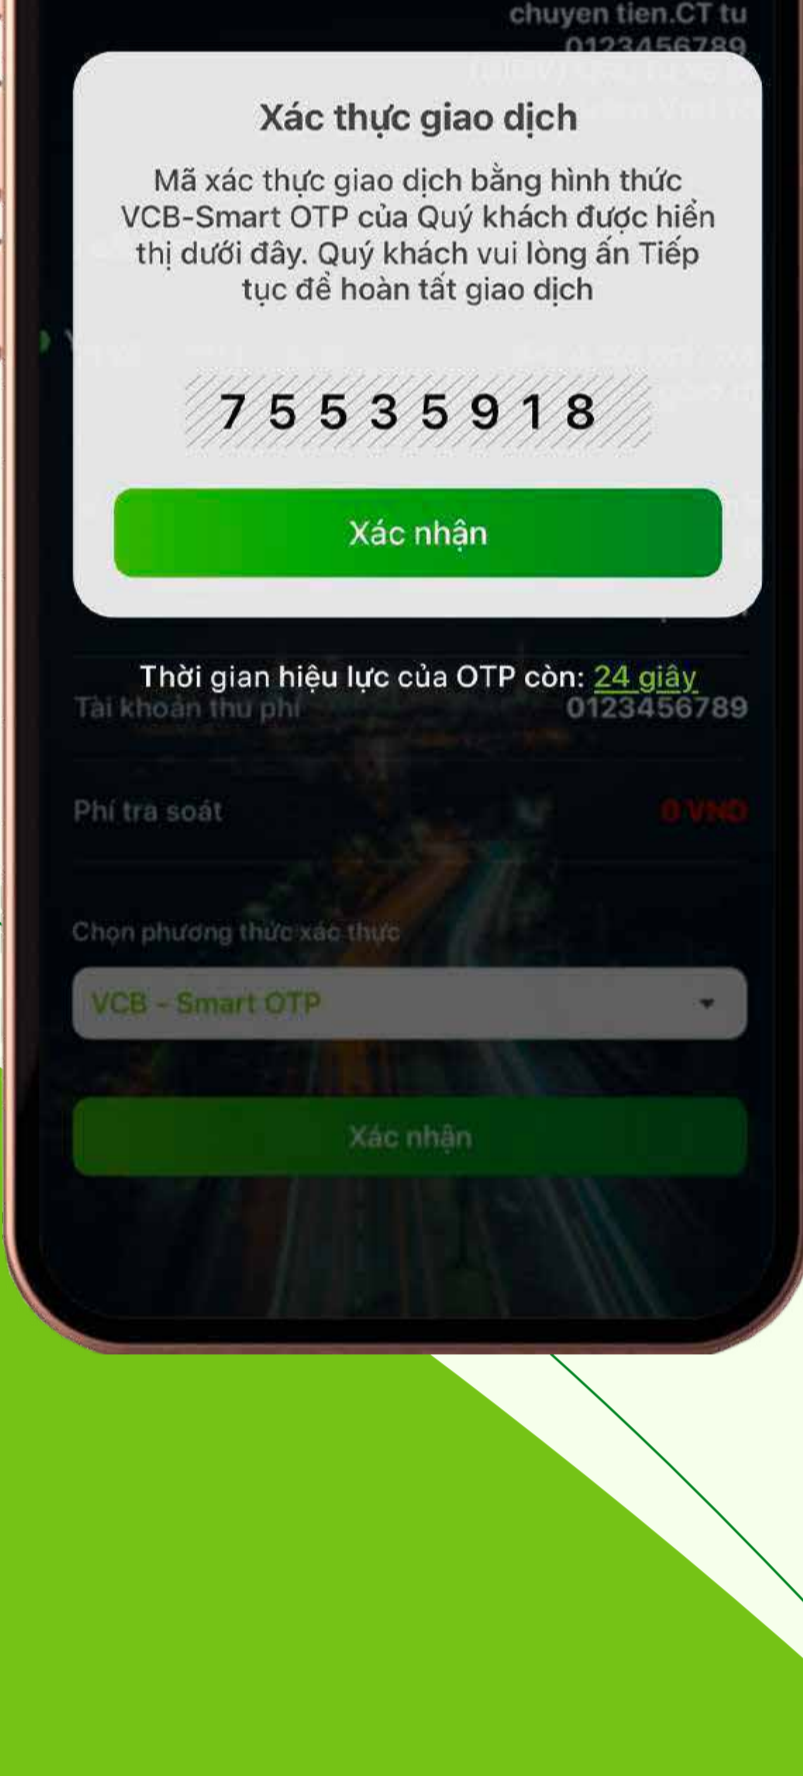 chuyen tien.CT tu
0123456789
Xác thực giao dịch
Mã xác thực giao dịch bằng hình thức
VCB-Smart OTP của Quý khách được hiển
thị dưới đây. Quý khách vui lòng ấn Tiếp
tục để hoàn tất giao dịch
7 5 5 3 5 9 1 8
Xác nhận
Thời gian hiệu lực của OTP còn: 24 giây
Tài khoản thu phí 0123456789
Phí tra soát 0 VND
Chọn phương thức xác thực
VCB - Smart OTP
Xác nhận